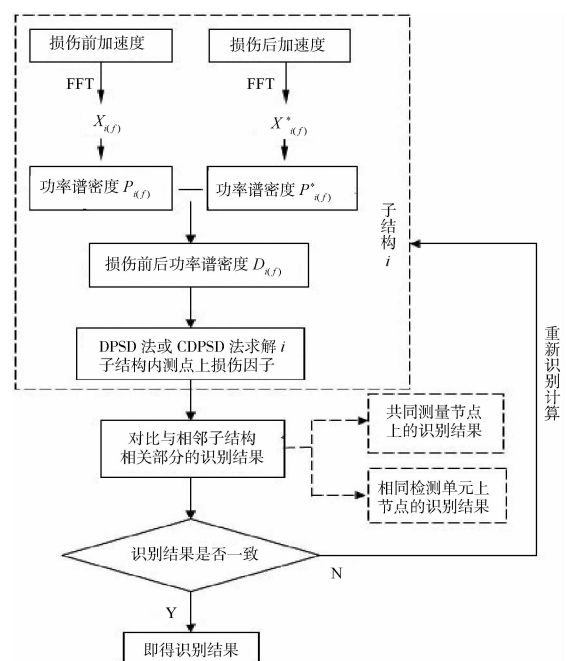 损伤前加速度
损伤后加速度
FFT
FFT
X i(f)
X* i(f)
功率谱密度 P i(f)
功率谱密度 P* i(f)
子结构 i
损伤前后功率谱密度 D i(f)
DPSD 法或 CDPSD 法求解 i
子结构内测点上损伤因子
重新识别计算
对比与相邻子结构
相关部分的识别结果
共同测量节点
上的识别结果
相同检测单元上
节点的识别结果
识别结果是否一致
N
Y
即得识别结果